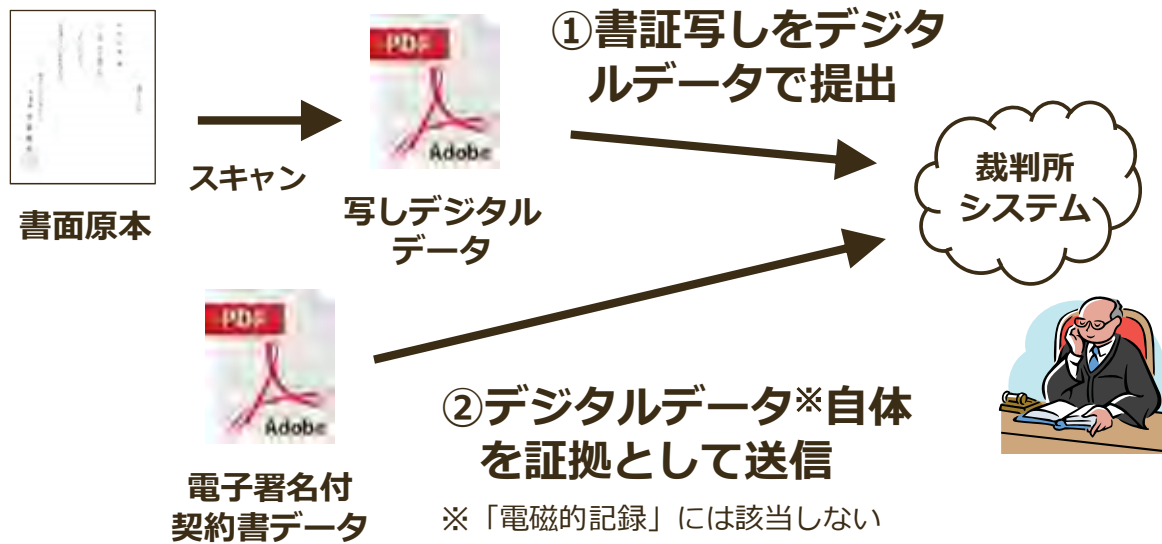 ①書証写しをデジタ
ルデータで提出
PDF
Adobe
スキャン
書面原本
写しデジタル
データ
裁判所
システム
PDF
Adobe
②デジタルデータ※自体
を証拠として送信
電子署名付
契約書データ
※「電磁的記録」には該当しない